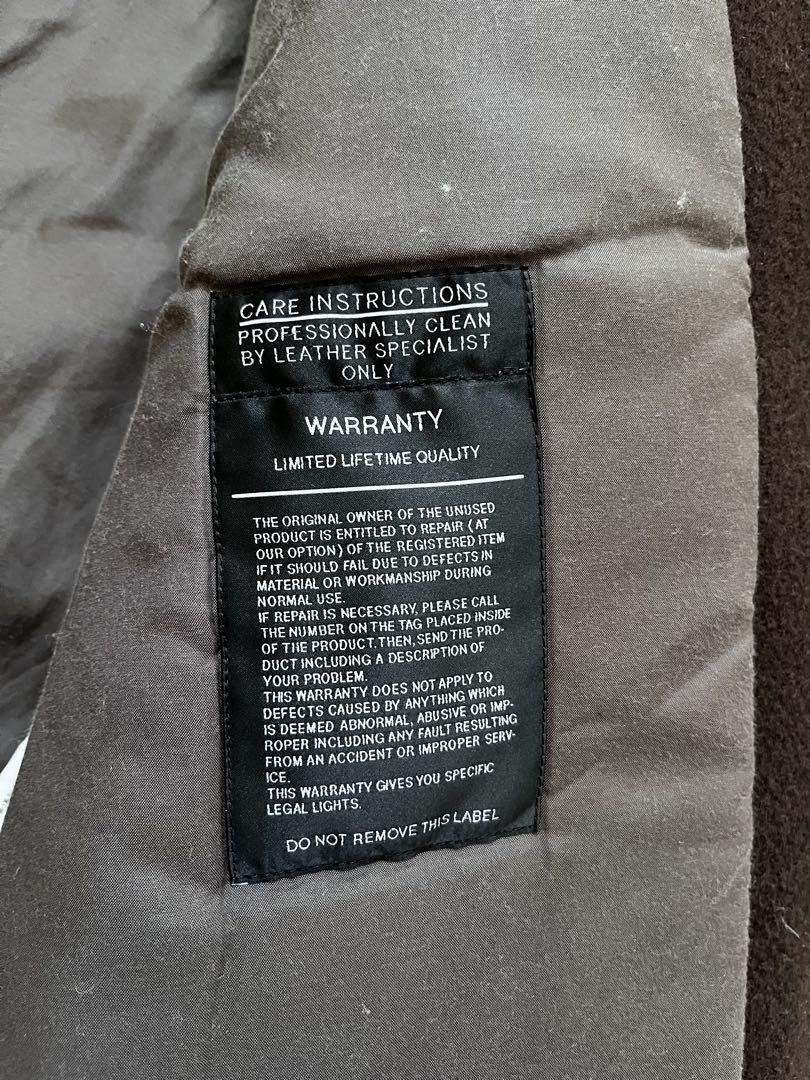 CARE INSTRUCTIONS
PROFESSIONALLY CLEAN
BY LEATHER SPECIALIST
ONLY
WARRANTY
LIMITED LIFETIME QUALITY
THE ORIGINAL OWNER OF THE UNUSED
PRODUCT IS ENTITLED TO REPAIR (AT
OUR OPTION) OF THE REGISTERED ITEM
IF IT SHOULD FAIL DUE TO DEFECTS IN
MATERIAL OR WORKMANSHIP DURING
NORMAL USE.
IF REPAIR IS NECESSARY, PLEASE CALL
THE NUMBER ON THE TAG PLACED INSIDE
OF THE PRODUCT. THEN, SEND THE PRO-
DUCT INCLUDING A DESCRIPTION OF
YOUR PROBLEM.
THIS WARRANTY DOES NOT APPLY TO
DEFECTS CAUSED BY ANYTHING WHICH
IS DEEMED ABNORMAL, ABUSIVE OR IMP-
ROPER INCLUDING ANY FAULT RESULTING
FROM AN ACCIDENT OR IMPROPER SERV-
ICE.
THIS WARRANTY GIVES YOU SPECIFIC
LEGAL LIGHTS.
DO NOT REMOVE THIS LABEL